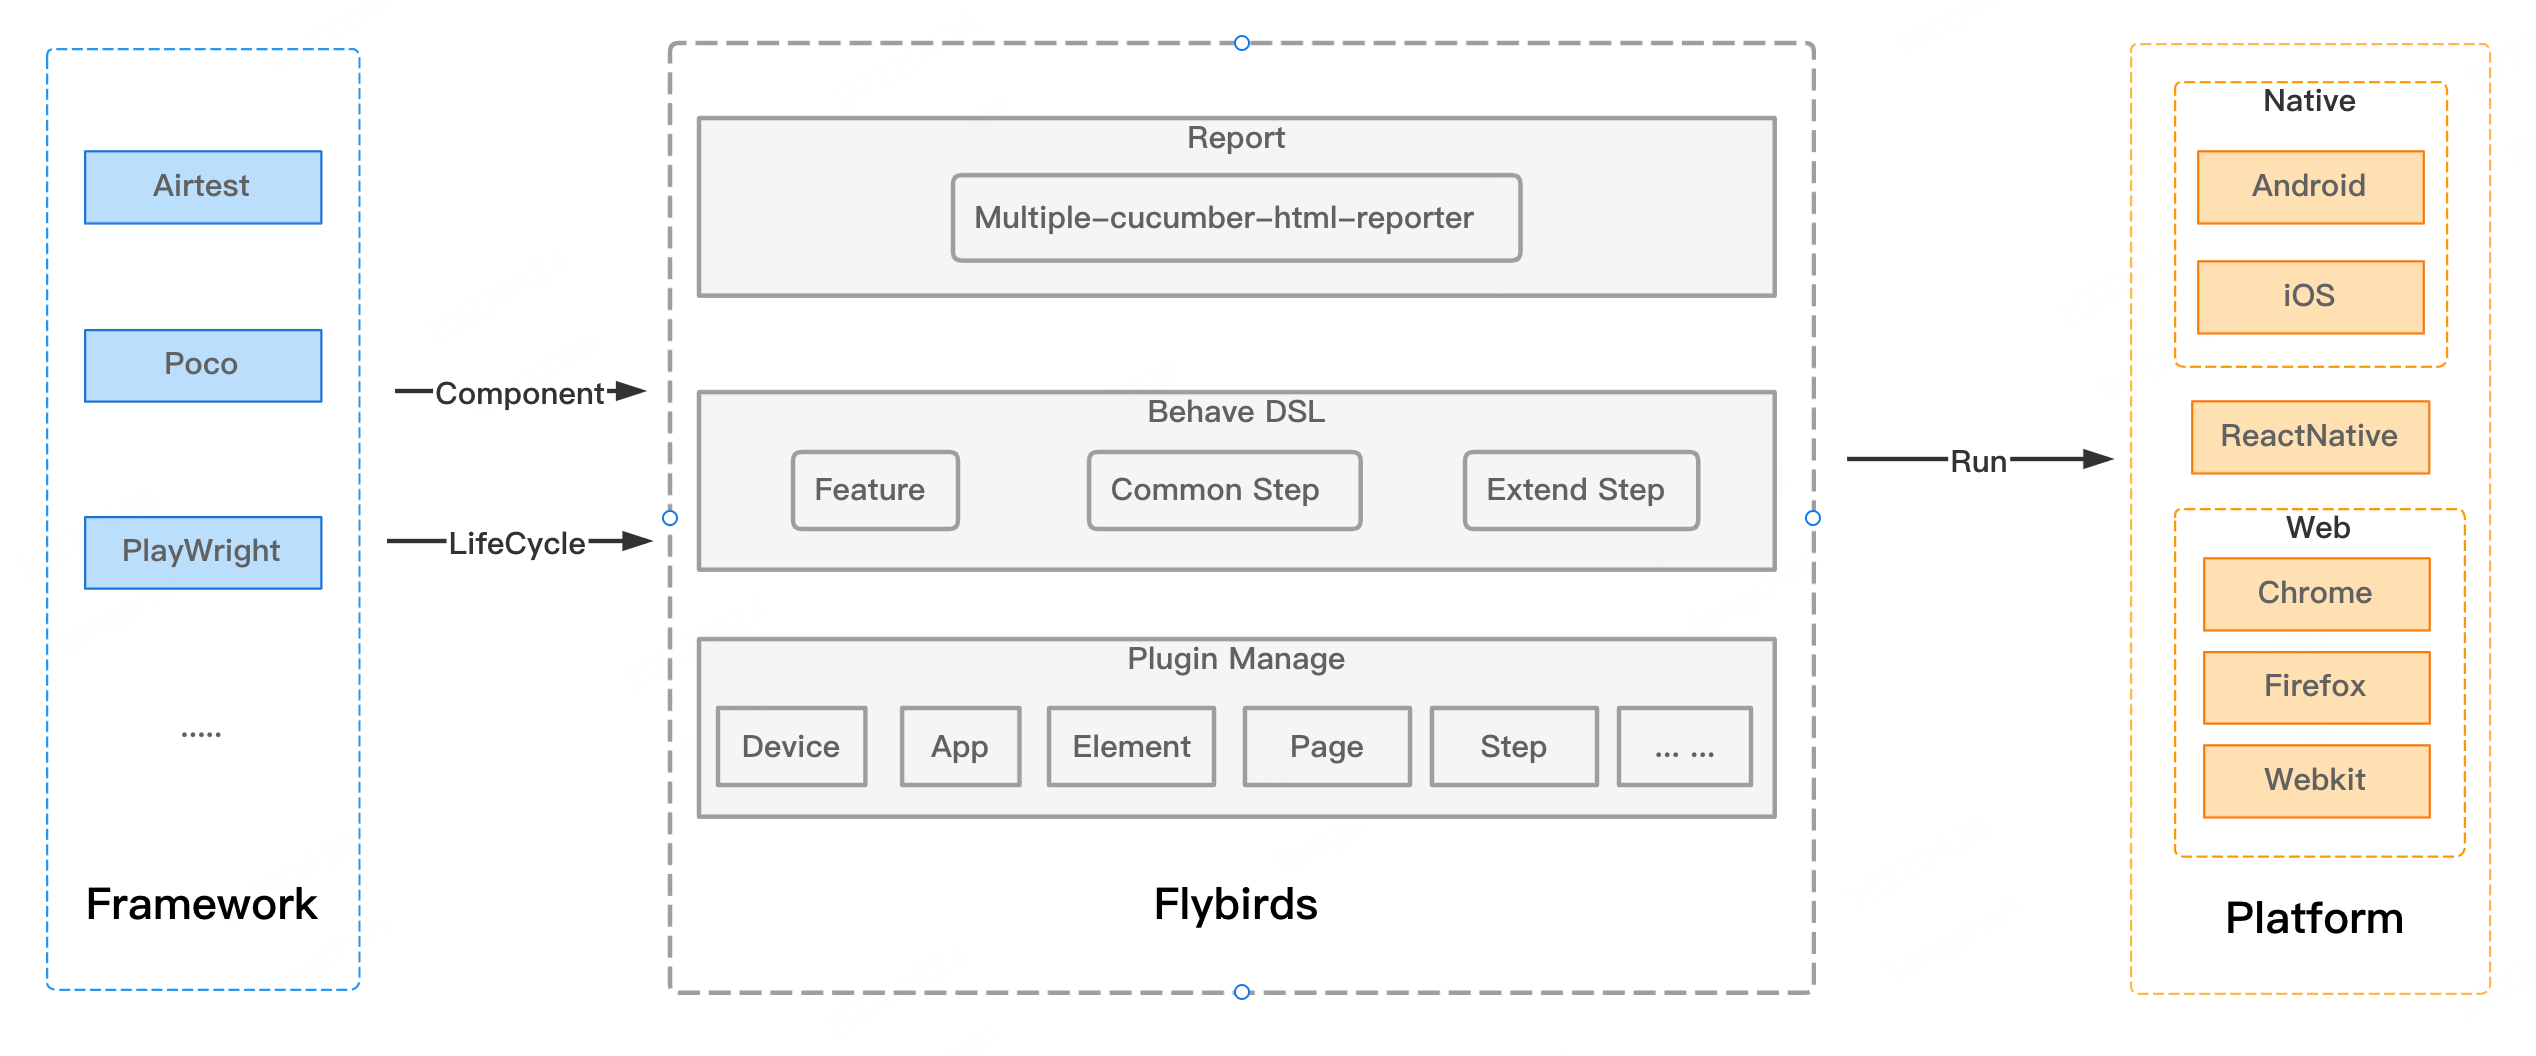 Airtest
Poco
PlayWright
.....
Framework
Component
LifeCycle
Report
Multiple-cucumber-html-reporter
Behave DSL
Feature
Common Step
Extend Step
Plugin Manage
Device
App
Element
Page
Step
... ...
Flybirds
Run
Native
Android
iOS
ReactNative
Web
Chrome
Firefox
Webkit
Platform